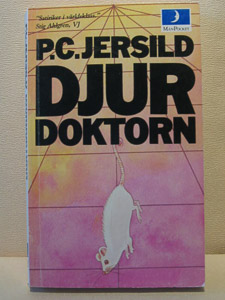 "Satiriker i världsklass."
Stig Ahlgren, VJ
MånPocket
P.C. JERSILD
DJUR
DOKTORN